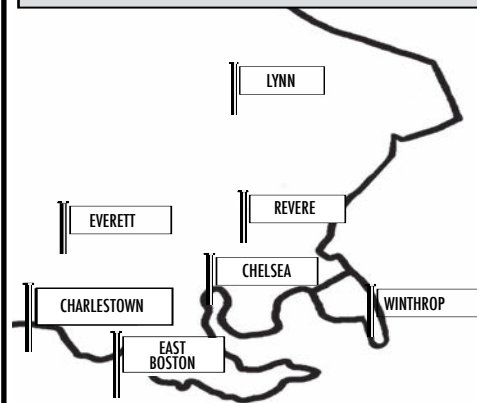 LYNN
REVERE
EVERETT
CHELSEA
CHARLESTOWN
WINTHROP
EAST
BOSTON